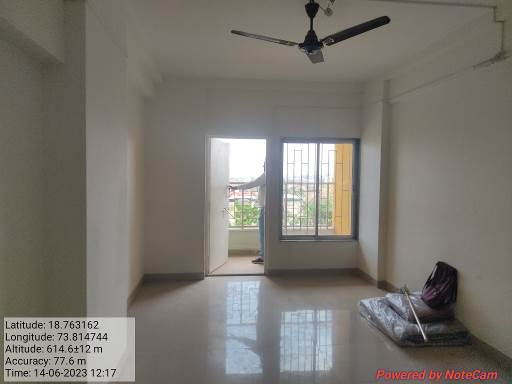 Latitude: 18.763162
Longitude: 73.814744
Altitude: 614.6±12 m
Accuracy: 77.6 m
Time: 14-06-2023 12:17
Powered by NoteCam